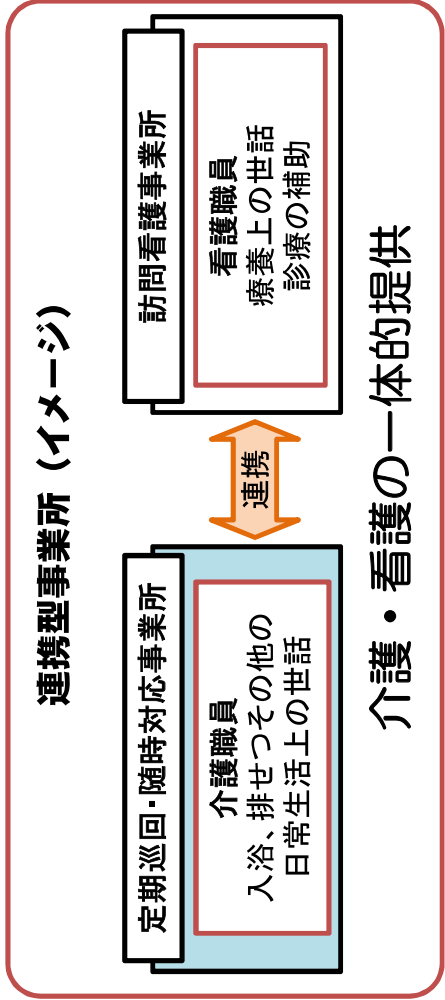 連携型事業所（イメージ）
定期巡回・随時対応事業所
介護職員
入浴、排せつその他の
日常生活上の世話
連携
訪問看護事業所
看護職員
療養上の世話
診療の補助
介護・看護の一体的提供